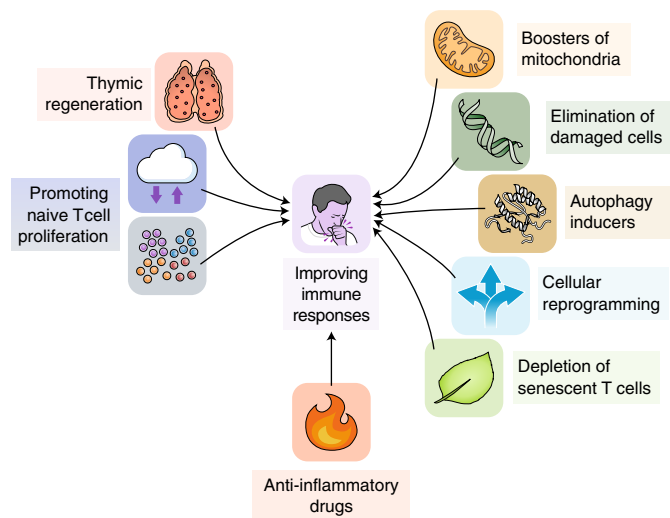 Thymic
regeneration
Promoting
naive T cell
proliferation
Improving
immune
responses
Anti-inflammatory
drugs
Boosters of
mitochondria
Elimination of
damaged cells
Autophagy
inducers
Cellular
reprogramming
Depletion of
senescent T cells